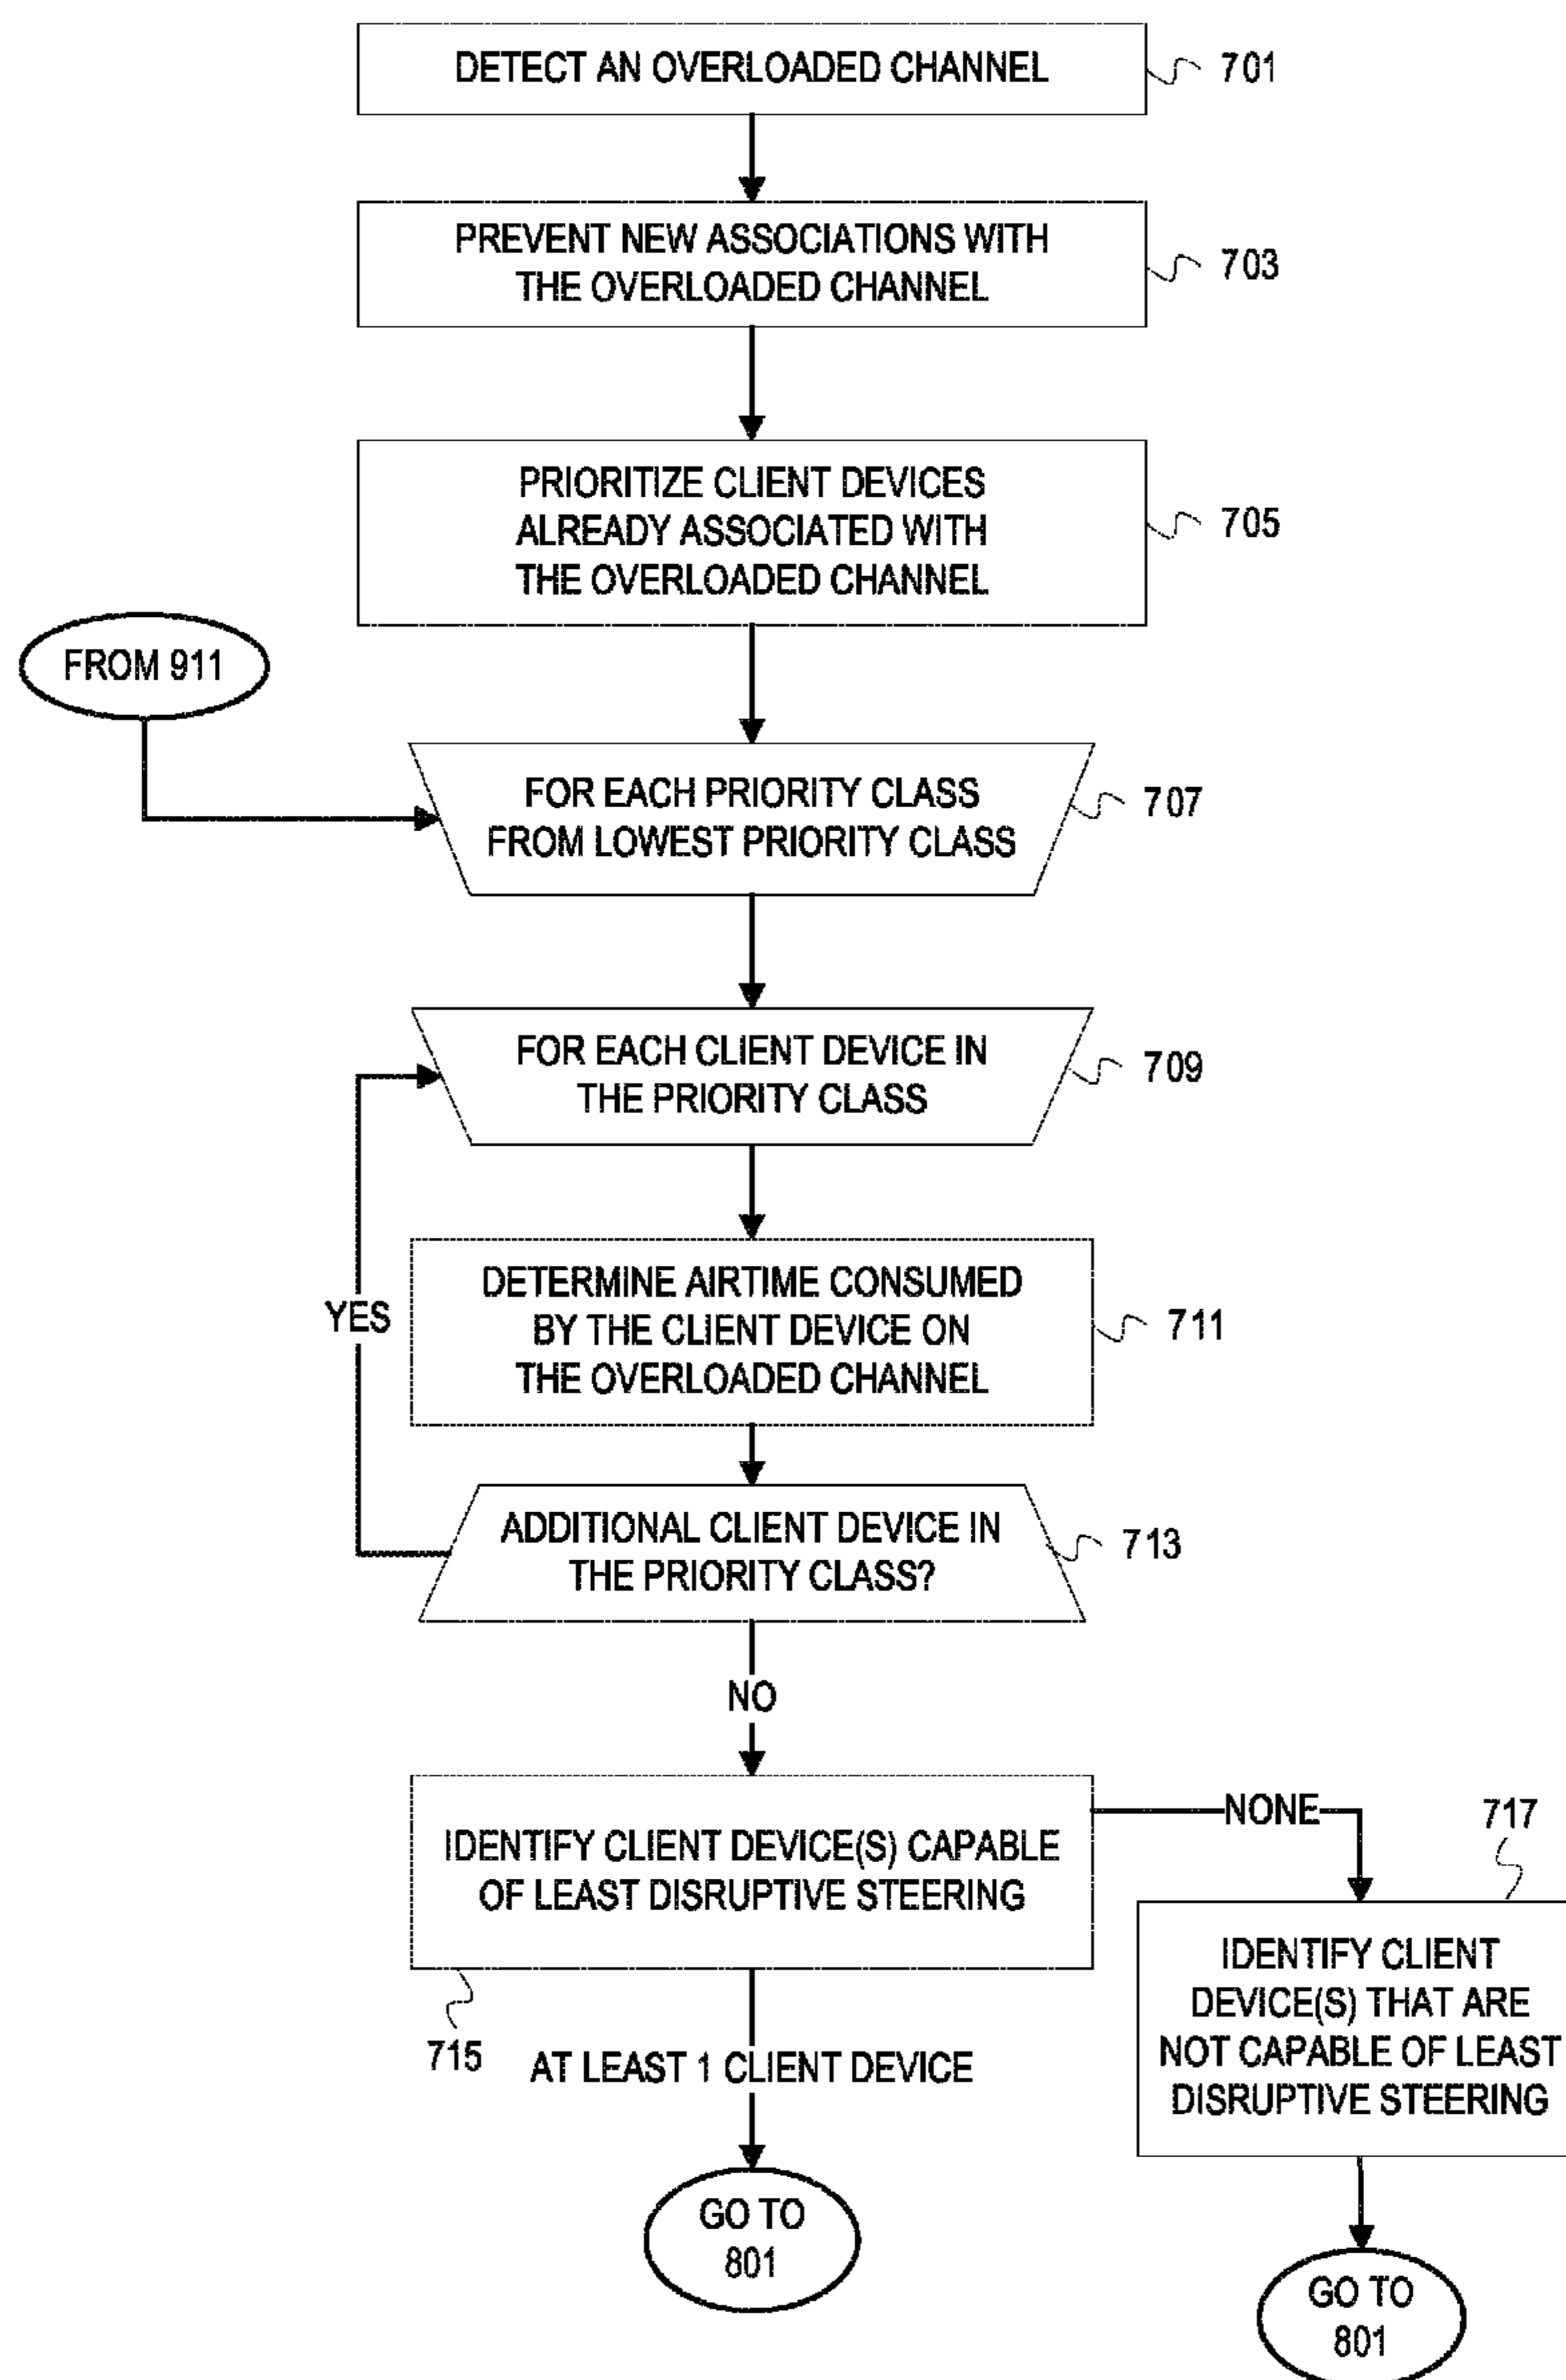 DETECT AN OVERLOADED CHANNEL
701
PREVENT NEW ASSOCIATIONS WITH
THE OVERLOADED CHANNEL
703
PRIORITIZE CLIENT DEVICES
ALREADY ASSOCIATED WITH
THE OVERLOADED CHANNEL
705
FROM 911
FOR EACH PRIORITY CLASS
FROM LOWEST PRIORITY CLASS
707
FOR EACH CLIENT DEVICE IN
THE PRIORITY CLASS
709
DETERMINE AIRTIME CONSUMED
BY THE CLIENT DEVICE ON
THE OVERLOADED CHANNEL
711
YES
ADDITIONAL CLIENT DEVICE IN
THE PRIORITY CLASS?
713
NO
IDENTIFY CLIENT DEVICE(S) CAPABLE
OF LEAST DISRUPTIVE STEERING
715
NONE
717
IDENTIFY CLIENT
DEVICE(S) THAT ARE
NOT CAPABLE OF LEAST
DISRUPTIVE STEERING
AT LEAST 1 CLIENT DEVICE
GO TO
801
GO TO
801